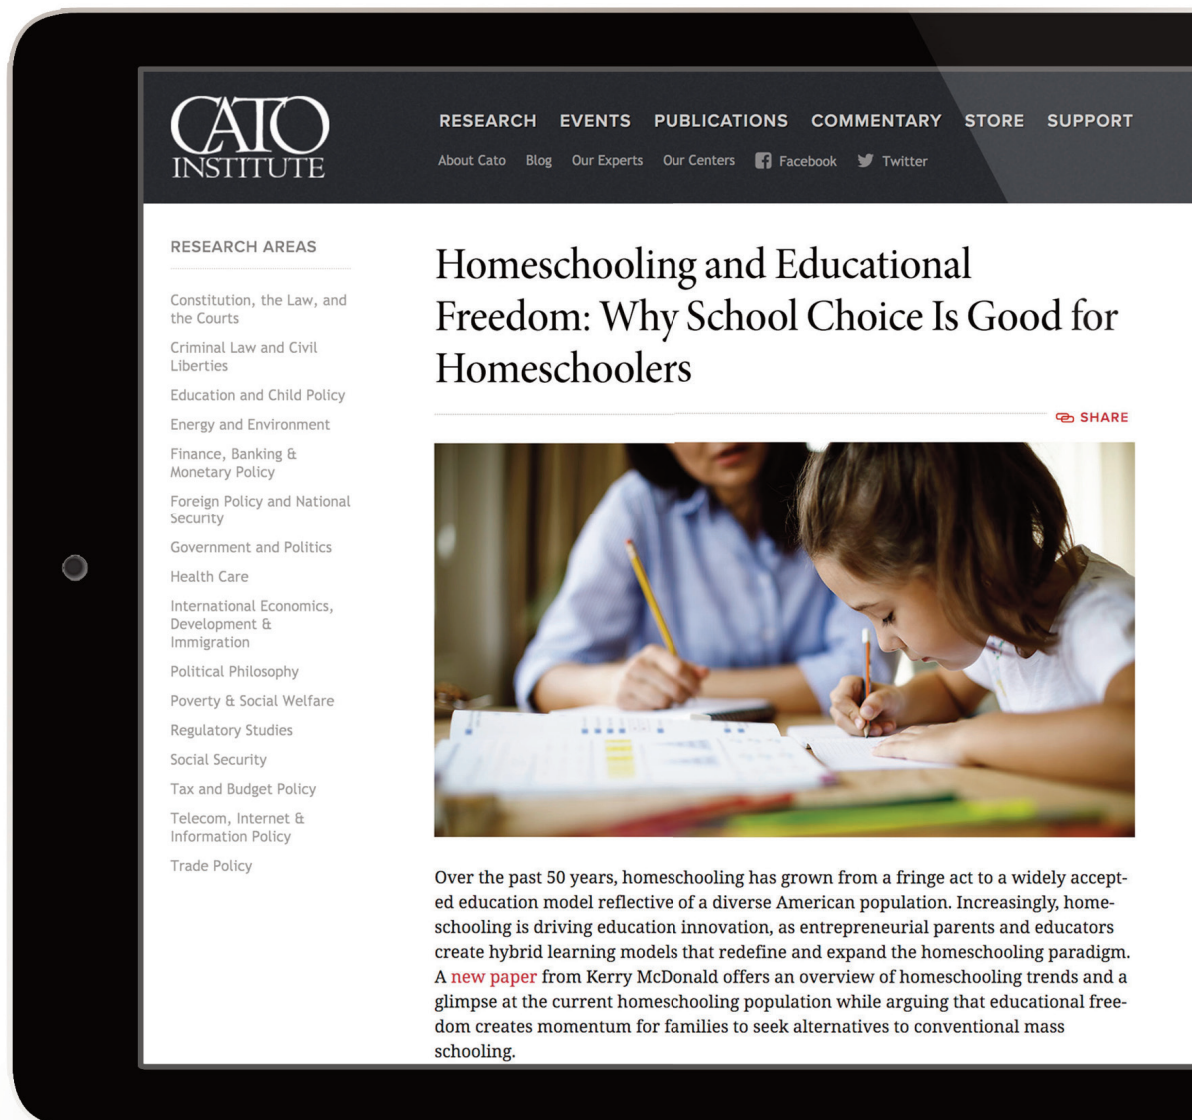 CATO
INSTITUTE
RESEARCH EVENTS PUBLICATIONS COMMENTARY STORE SUPPORT
About Cato Blog Our Experts Our Centers Facebook Twitter
RESEARCH AREAS
Constitution, the Law, and
the Courts
Criminal Law and Civil
Liberties
Education and Child Policy
Energy and Environment
Finance, Banking &
Monetary Policy
Foreign Policy and National
Security
Government and Politics
Health Care
International Economics,
Development &
Immigration
Political Philosophy
Poverty & Social Welfare
Regulatory Studies
Social Security
Tax and Budget Policy
Telecom, Internet &
Information Policy
Trade Policy
Homeschooling and Educational
Freedom: Why School Choice Is Good for
Homeschoolers
SHARE
Over the past 50 years, homeschooling has grown from a fringe act to a widely accept-
ed education model reflective of a diverse American population. Increasingly, home-
schooling is driving education innovation, as entrepreneurial parents and educators
create hybrid learning models that redefine and expand the homeschooling paradigm.
A new paper from Kerry McDonald offers an overview of homeschooling trends and a
glimpse at the current homeschooling population while arguing that educational free-
dom creates momentum for families to seek alternatives to conventional mass
schooling.